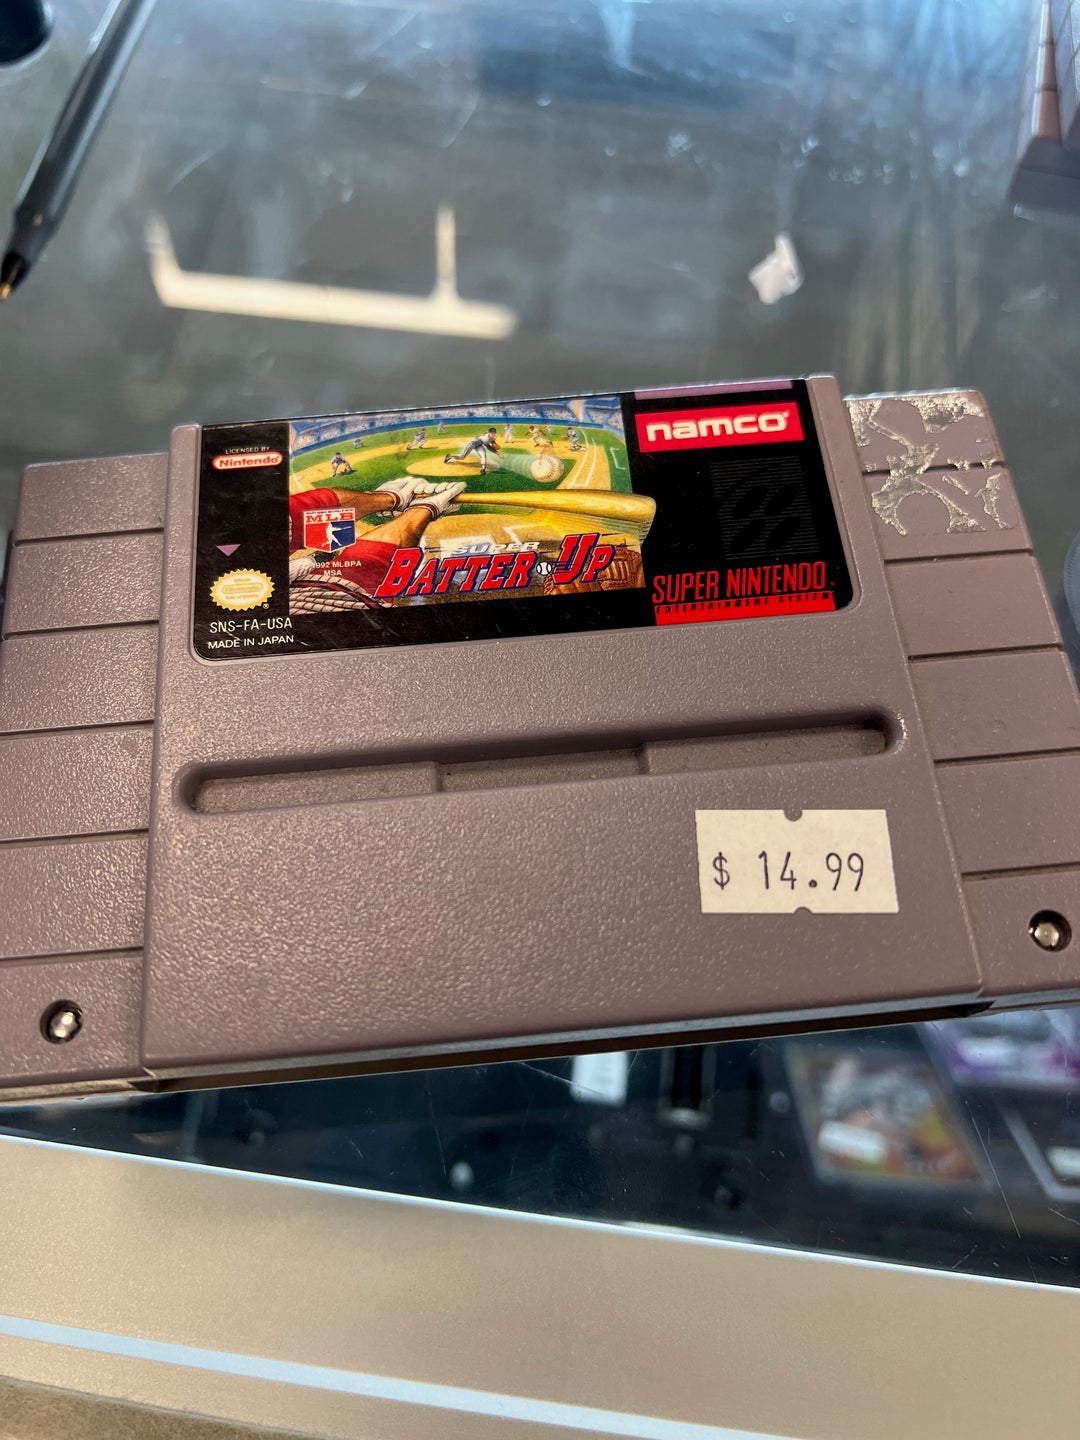 LICENSED BY
Nintendo
namco
MLB
1992 MLBPA
MSA
SUPER
BATTER UP
SNS-FA-USA
MADE IN JAPAN
SUPER NINTENDO
ENTERTAINMENT SYSTEM
$ 14.99